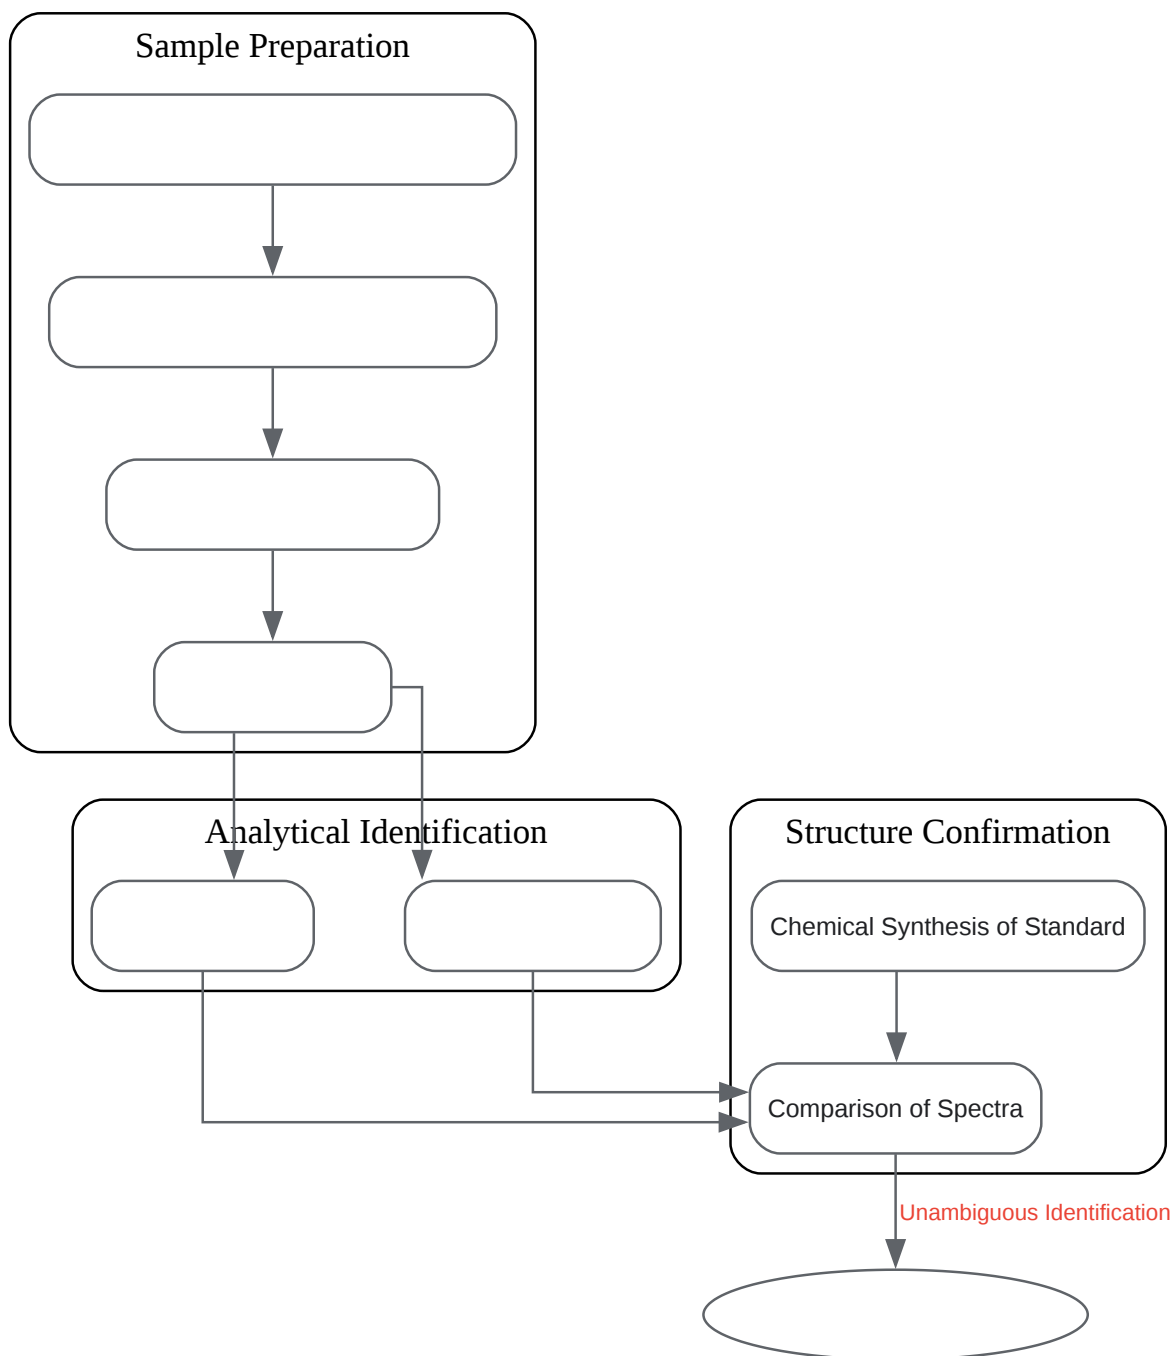 Sample Preparation
Analytical Identification
Structure Confirmation
Chemical Synthesis of Standard
Comparison of Spectra
Unambiguous Identification